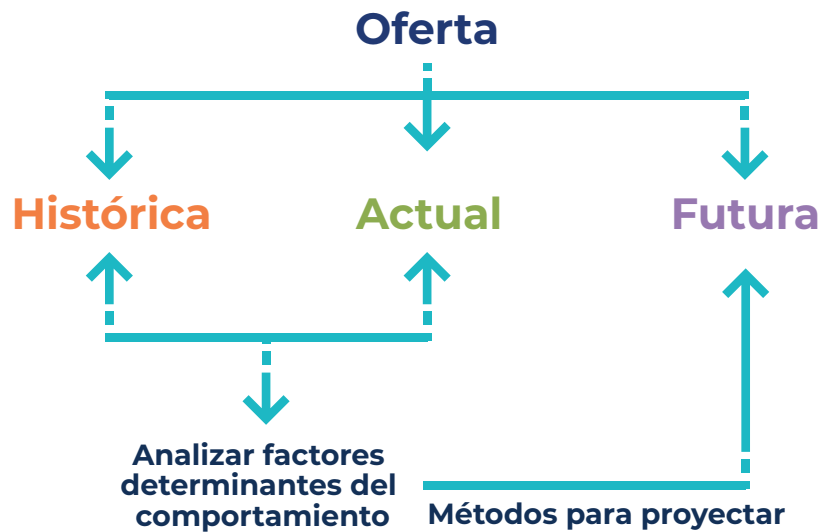 Oferta
Histórica
Actual
Futura
Analizar factores
determinantes del
comportamiento
Métodos para proyectar